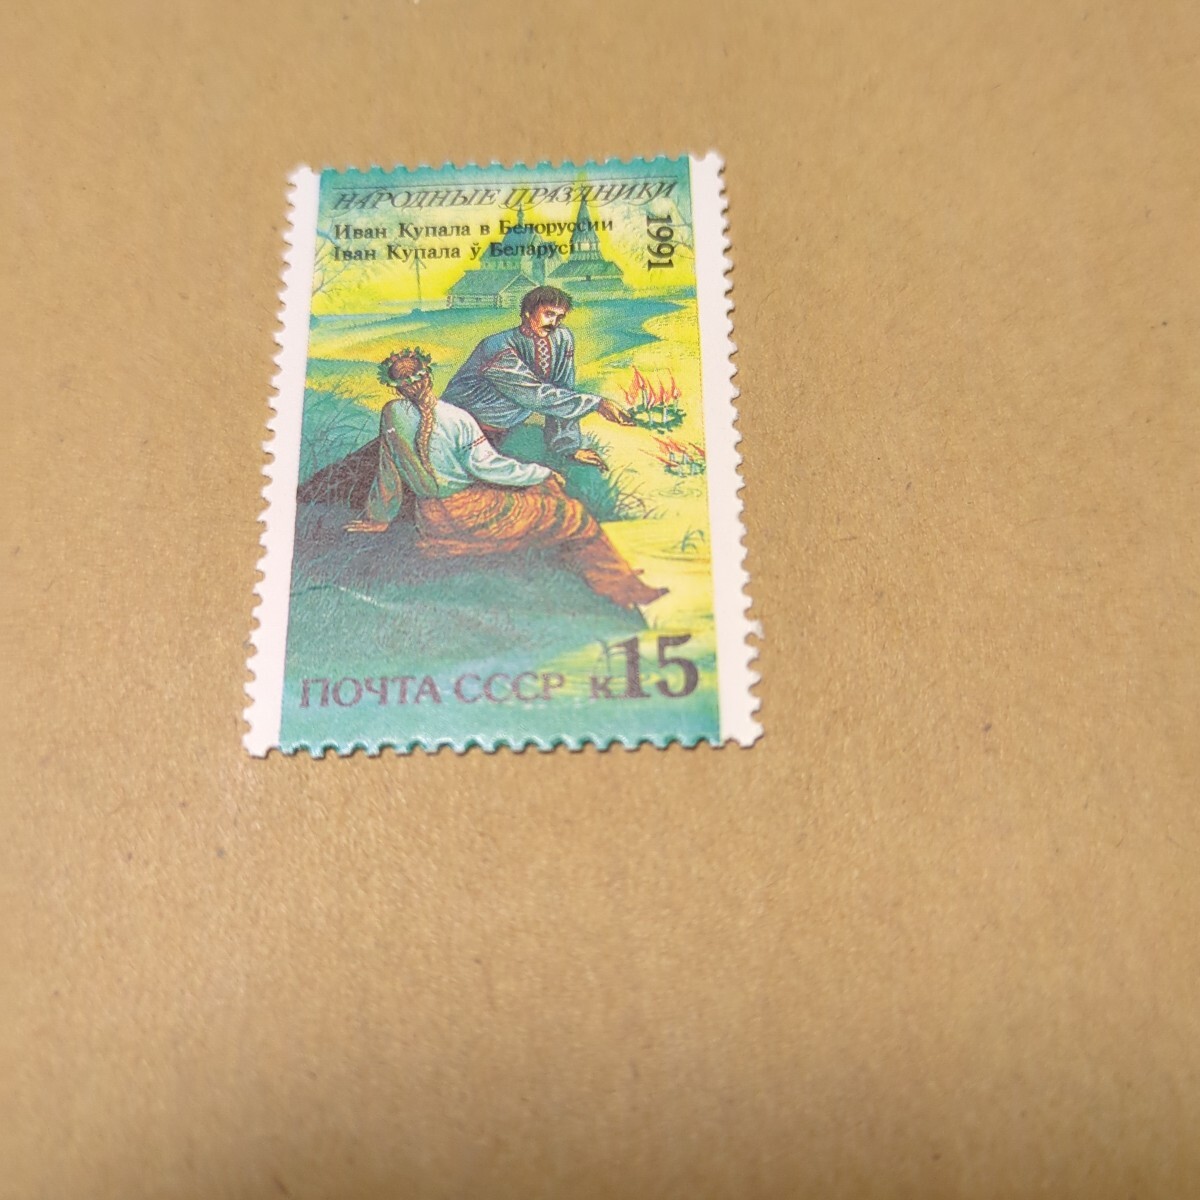 НАРОДНЫЕ ПРАЗДНИКИ
Иван Купала в Белоруссии
Іван Купала ў Беларусі
1991
ПОЧТА СССР к15